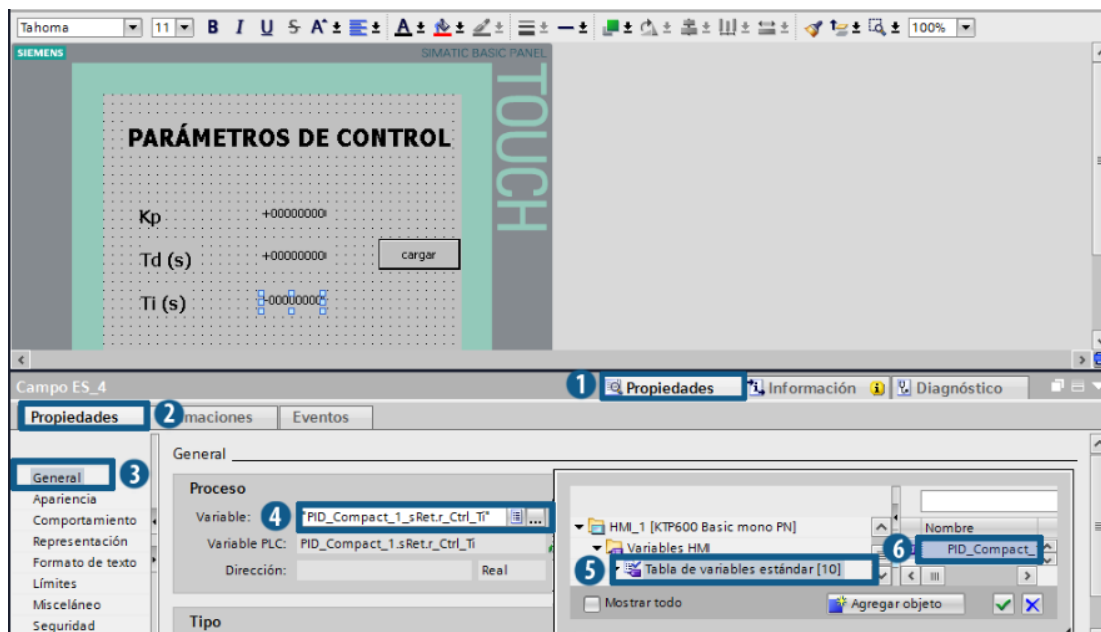 Tahoma 11 B I U S A 100%
SIEMENS SIMATIC BASIC PANEL
TOUCH
PARÁMETROS DE CONTROL
Kp +00000000
Td (s) +00000000 cargar
Ti (s) +00000000
Campo ES_4 1 Propiedades Información Diagnóstico
Propiedades 2 maciones Eventos
General
General 3
Proceso
Apariencia
Variable: 4 "PID_Compact_1_sRet.r_Ctrl_Ti" ...
Comportamiento
HMI_1 [KTP600 Basic mono PN] Nombre
Representación
Variable PLC: PID_Compact_1.sRet.r_Ctrl_Ti
Variables HMI 6 PID_Compact_
Formato de texto
Dirección: Real
5 Tabla de variables estándar [10]
Límites
Misceláneo
Mostrar todo Agregar objeto
Seguridad
Tipo